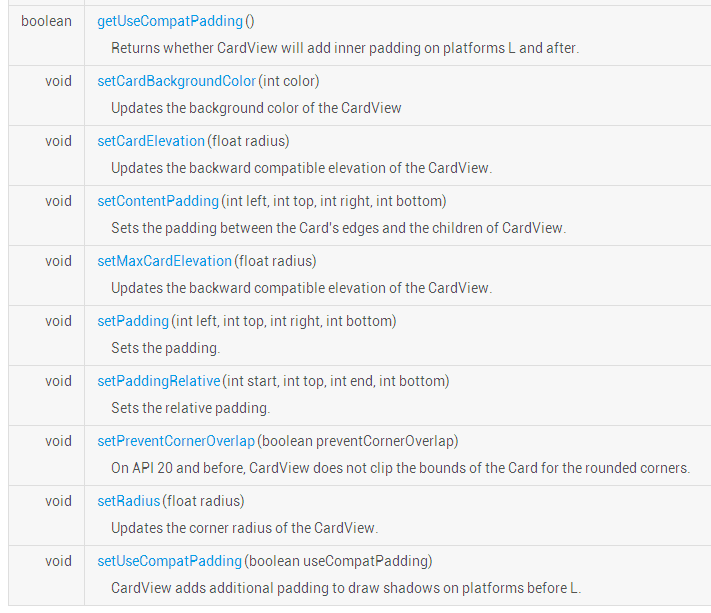 boolean getUseCompatPadding()
Returns whether CardView will add inner padding on platforms L and after.
void setCardBackgroundColor(int color)
Updates the background color of the CardView
void setCardElevation(float radius)
Updates the backward compatible elevation of the CardView.
void setContentPadding(int left, int top, int right, int bottom)
Sets the padding between the Card's edges and the children of CardView.
void setMaxCardElevation(float radius)
Updates the backward compatible elevation of the CardView.
void setPadding(int left, int top, int right, int bottom)
Sets the padding.
void setPaddingRelative(int start, int top, int end, int bottom)
Sets the relative padding.
void setPreventCornerOverlap(boolean preventCornerOverlap)
On API 20 and before, CardView does not clip the bounds of the Card for the rounded corners.
void setRadius(float radius)
Updates the corner radius of the CardView.
void setUseCompatPadding(boolean useCompatPadding)
CardView adds additional padding to draw shadows on platforms before L.